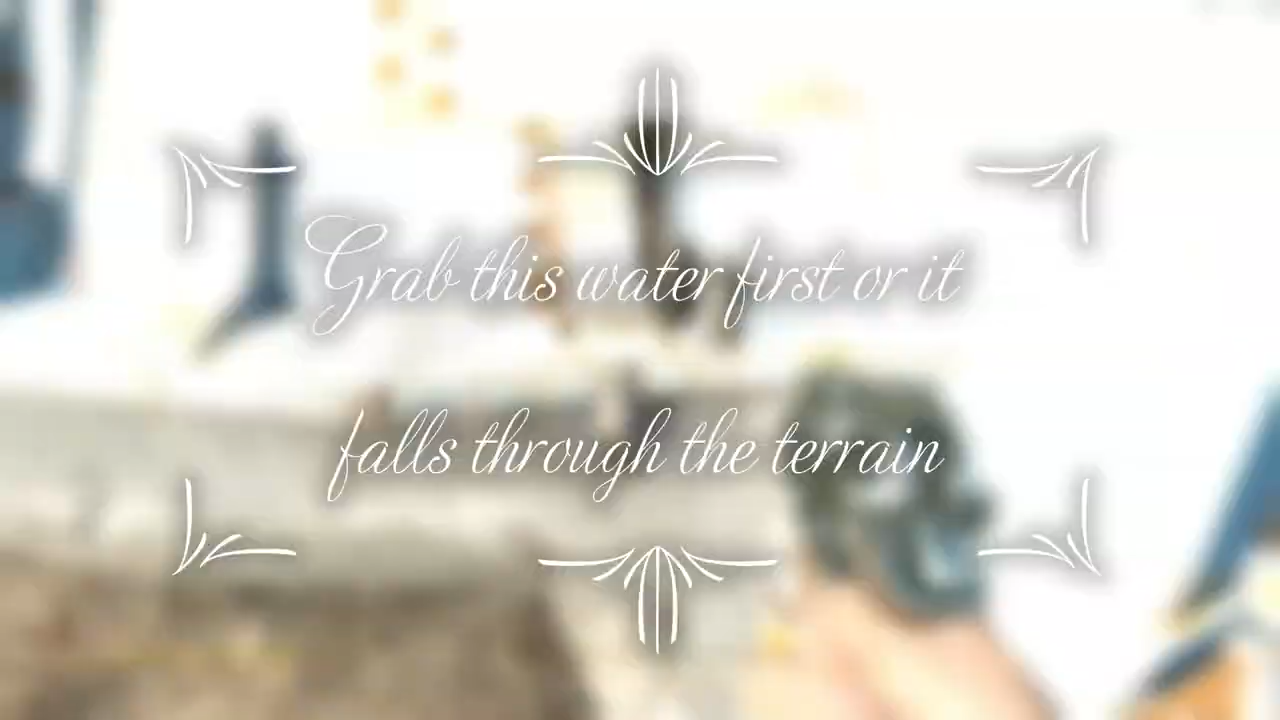 Grab this water first or it
falls through the terrain